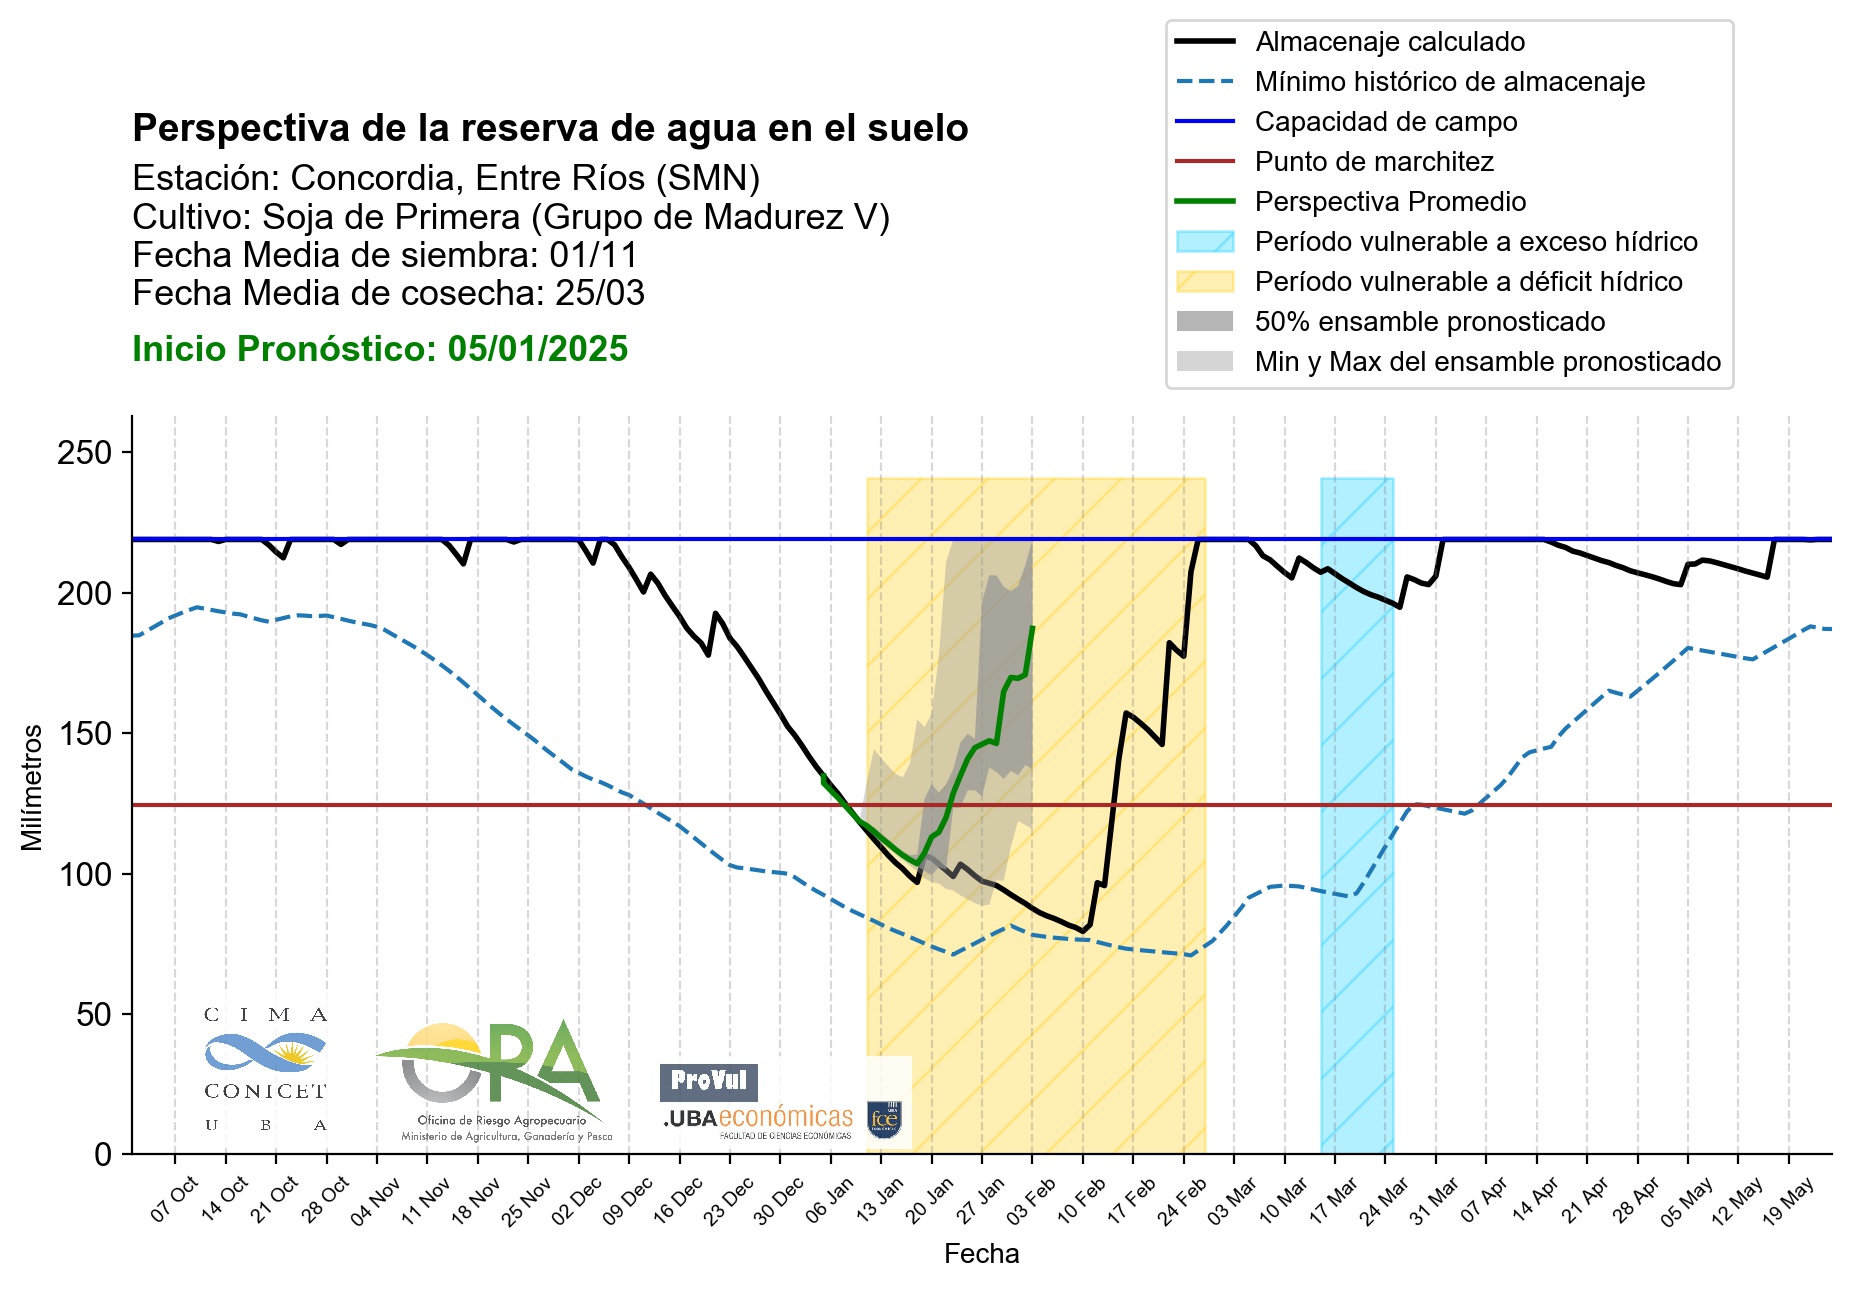 Almacenaje calculado
Mínimo histórico de almacenaje
Capacidad de campo
Punto de marchitez
Perspectiva Promedio
Período vulnerable a exceso hídrico
Período vulnerable a déficit hídrico
50% ensamble pronosticado
Min y Max del ensamble pronosticado
Perspectiva de la reserva de agua en el suelo
Estación: Concordia, Entre Ríos (SMN)
Cultivo: Soja de Primera (Grupo de Madurez V)
Fecha Media de siembra: 01/11
Fecha Media de cosecha: 25/03
Inicio Pronóstico: 05/01/2025
250
200
150
100
50
0
Milímetros
C I M A
CONICET
U B A
OPA
Oficina de Riesgo Agropecuario
Ministerio de Agricultura, Ganadería y Pesca
ProVul
.UBAeconómicas
FACULTAD DE CIENCIAS ECONÓMICAS
UBA
fce
07 Oct
14 Oct
21 Oct
28 Oct
04 Nov
11 Nov
18 Nov
25 Nov
02 Dec
09 Dec
16 Dec
23 Dec
30 Dec
06 Jan
13 Jan
20 Jan
27 Jan
03 Feb
10 Feb
17 Feb
24 Feb
03 Mar
10 Mar
17 Mar
24 Mar
31 Mar
07 Apr
14 Apr
21 Apr
28 Apr
05 May
12 May
19 May
Fecha